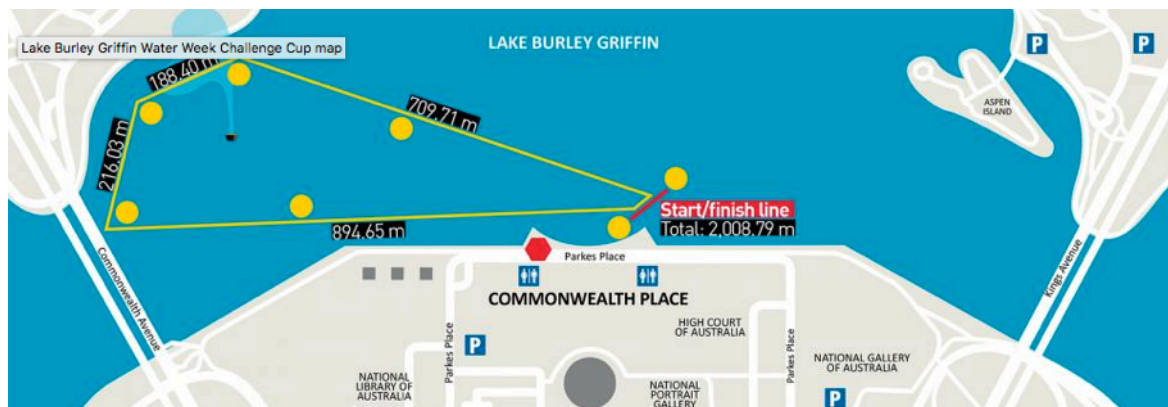 LAKE BURLEY GRIFFIN
Lake Burley Griffin Water Week Challenge Cup map
P
P
188.40 m
709.71 m
ASPEN
ISLAND
216.03 m
Start/finish line
894.65 m
Total: 2,008.79 m
Commonwealth Avenue
Parkes Place
Kings Avenue
COMMONWEALTH PLACE
HIGH COURT
OF AUSTRALIA
Parkes Place
Parkes Place
P
NATIONAL GALLERY
OF AUSTRALIA
NATIONAL
LIBRARY OF
AUSTRALIA
NATIONAL
PORTRAIT
GALLERY
P